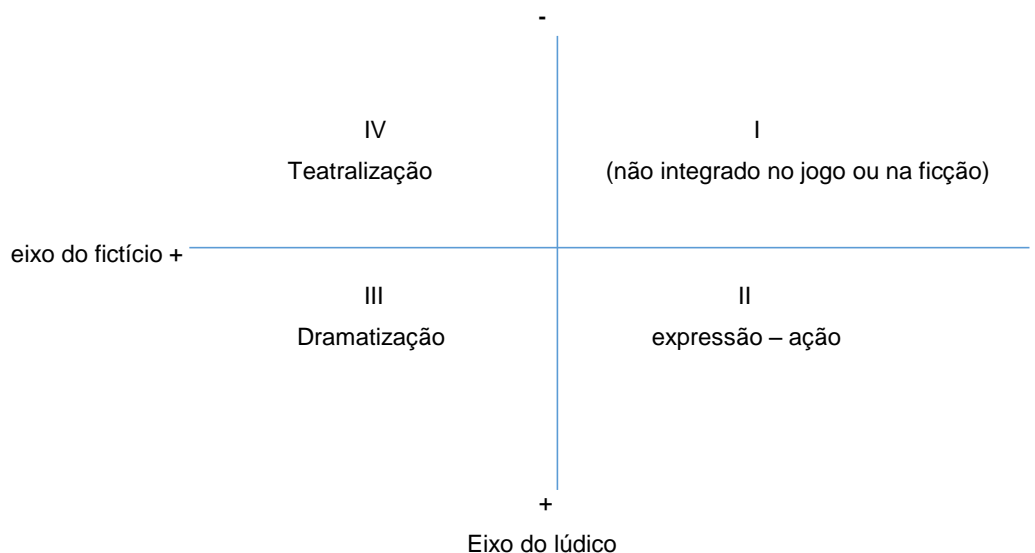 -
IV
I
Teatralização
(não integrado no jogo ou na ficção)
eixo do fictício +
III
II
Dramatização
expressão – ação
+
Eixo do lúdico